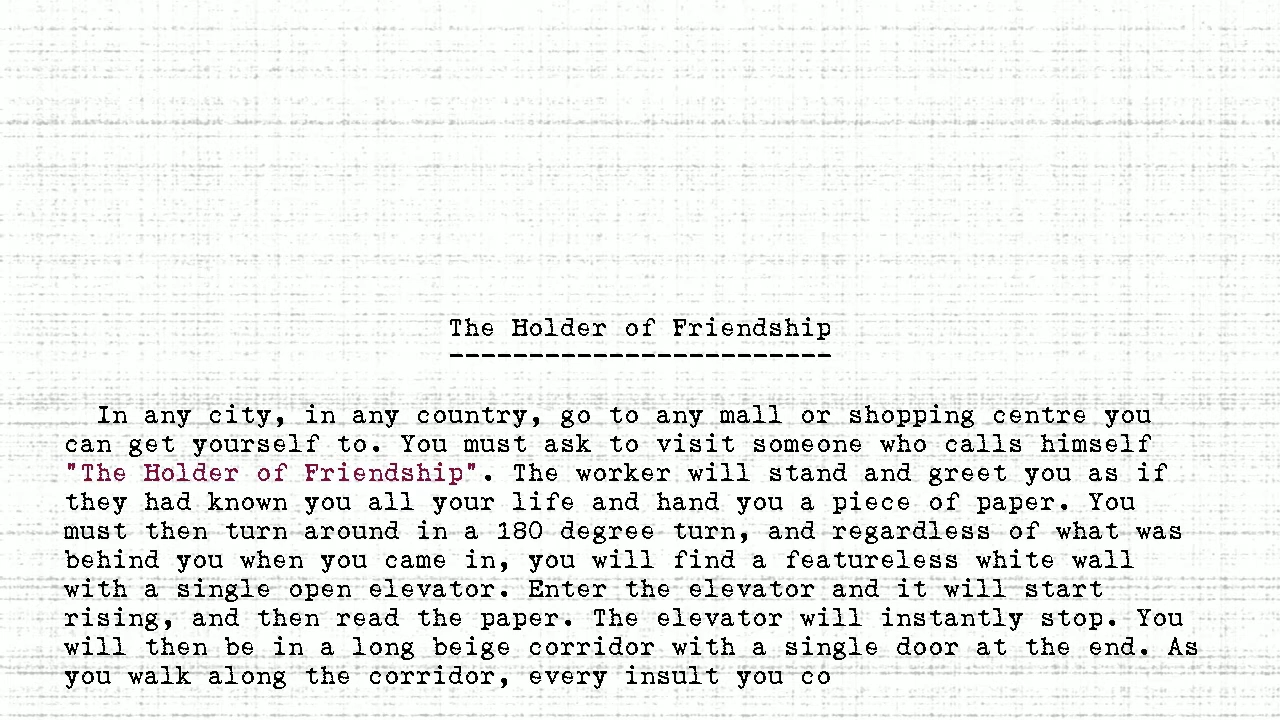 The Holder of Friendship
------------------------
In any city, in any country, go to any mall or shopping centre you
can get yourself to. You must ask to visit someone who calls himself
"The Holder of Friendship". The worker will stand and greet you as if
they had known you all your life and hand you a piece of paper. You
must then turn around in a 180 degree turn, and regardless of what was
behind you when you came in, you will find a featureless white wall
with a single open elevator. Enter the elevator and it will start
rising, and then read the paper. The elevator will instantly stop. You
will then be in a long beige corridor with a single door at the end. As
you walk along the corridor, every insult you co